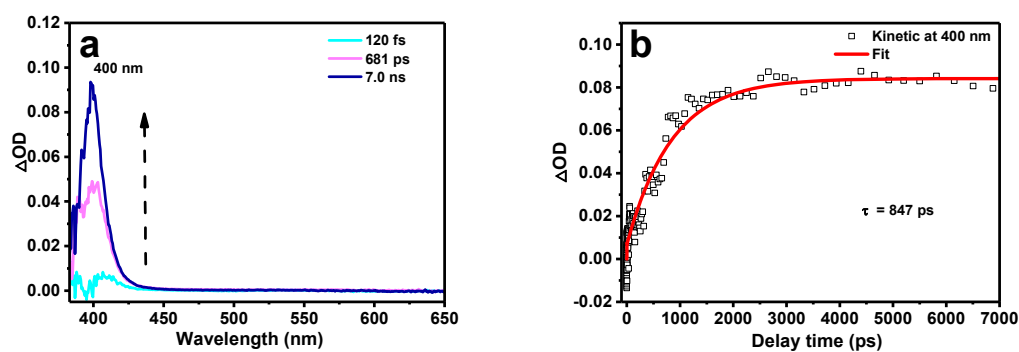 a
400 nm
120 fs
681 ps
7.0 ns
0.12
0.10
0.08
0.06
0.04
0.02
0.00
△OD
400 450 500 550 600 650
Wavelength (nm)
b
Kinetic at 400 nm
Fit
τ = 847 ps
0.10
0.08
0.06
0.04
0.02
0.00
-0.02
△OD
0 1000 2000 3000 4000 5000 6000 7000
Delay time (ps)